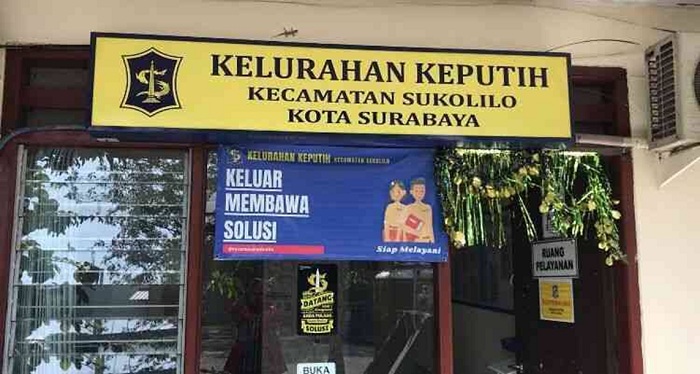 KELURAHAN KEPUTIH
KECAMATAN SUKOLILO
KOTA SURABAYA
KELURAHAN KEPUTIH KECAMATAN SUKOLILO
KELUAR
MEMBAWA
SOLUSI
Siap Melayani
RUANG
PELAYANAN
DATANG
SOLUSI
BUKA